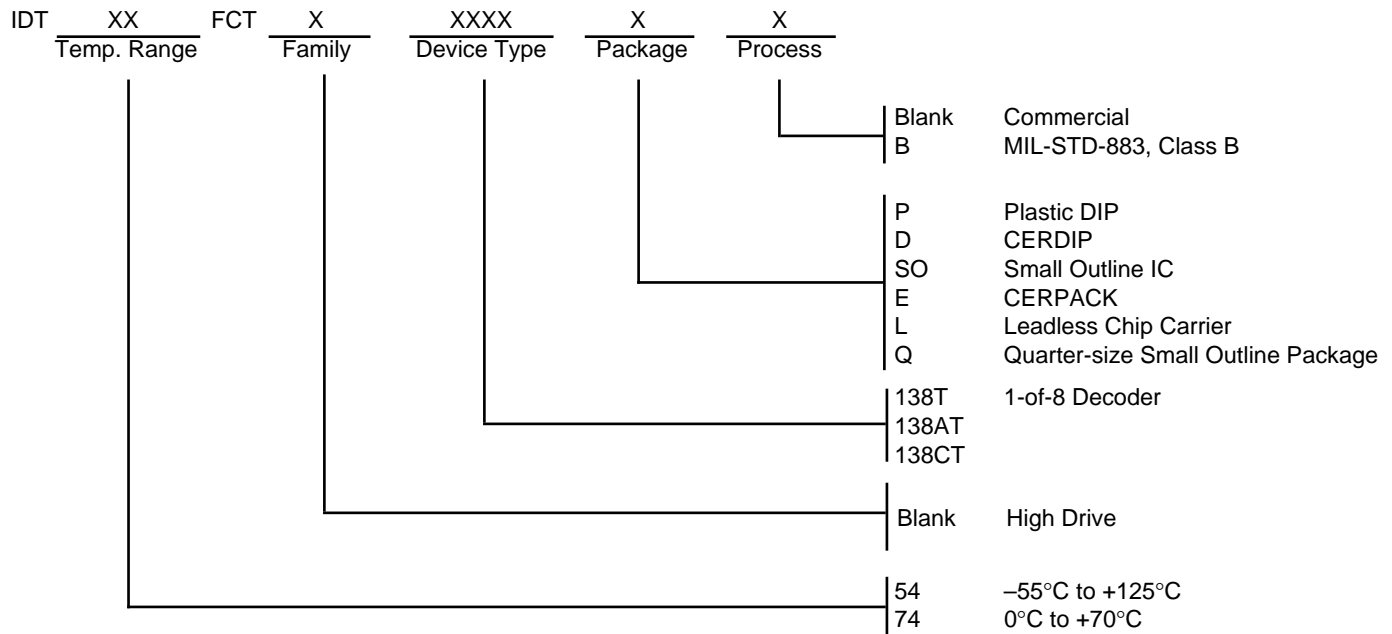 IDT XX FCT X XXXX X X
Temp. Range Family Device Type Package Process
Blank Commercial
B MIL-STD-883, Class B
P Plastic DIP
D CERDIP
SO Small Outline IC
E CERPACK
L Leadless Chip Carrier
Q Quarter-size Small Outline Package
138T 1-of-8 Decoder
138AT
138CT
Blank High Drive
54 –55°C to +125°C
74 0°C to +70°C